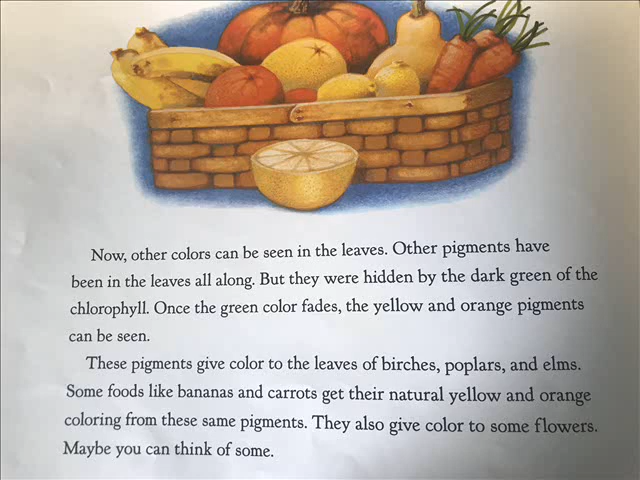 Now, other colors can be seen in the leaves. Other pigments have
been in the leaves all along. But they were hidden by the dark green of the
chlorophyll. Once the green color fades, the yellow and orange pigments
can be seen.
These pigments give color to the leaves of birches, poplars, and elms.
Some foods like bananas and carrots get their natural yellow and orange
coloring from these same pigments. They also give color to some flowers.
Maybe you can think of some.